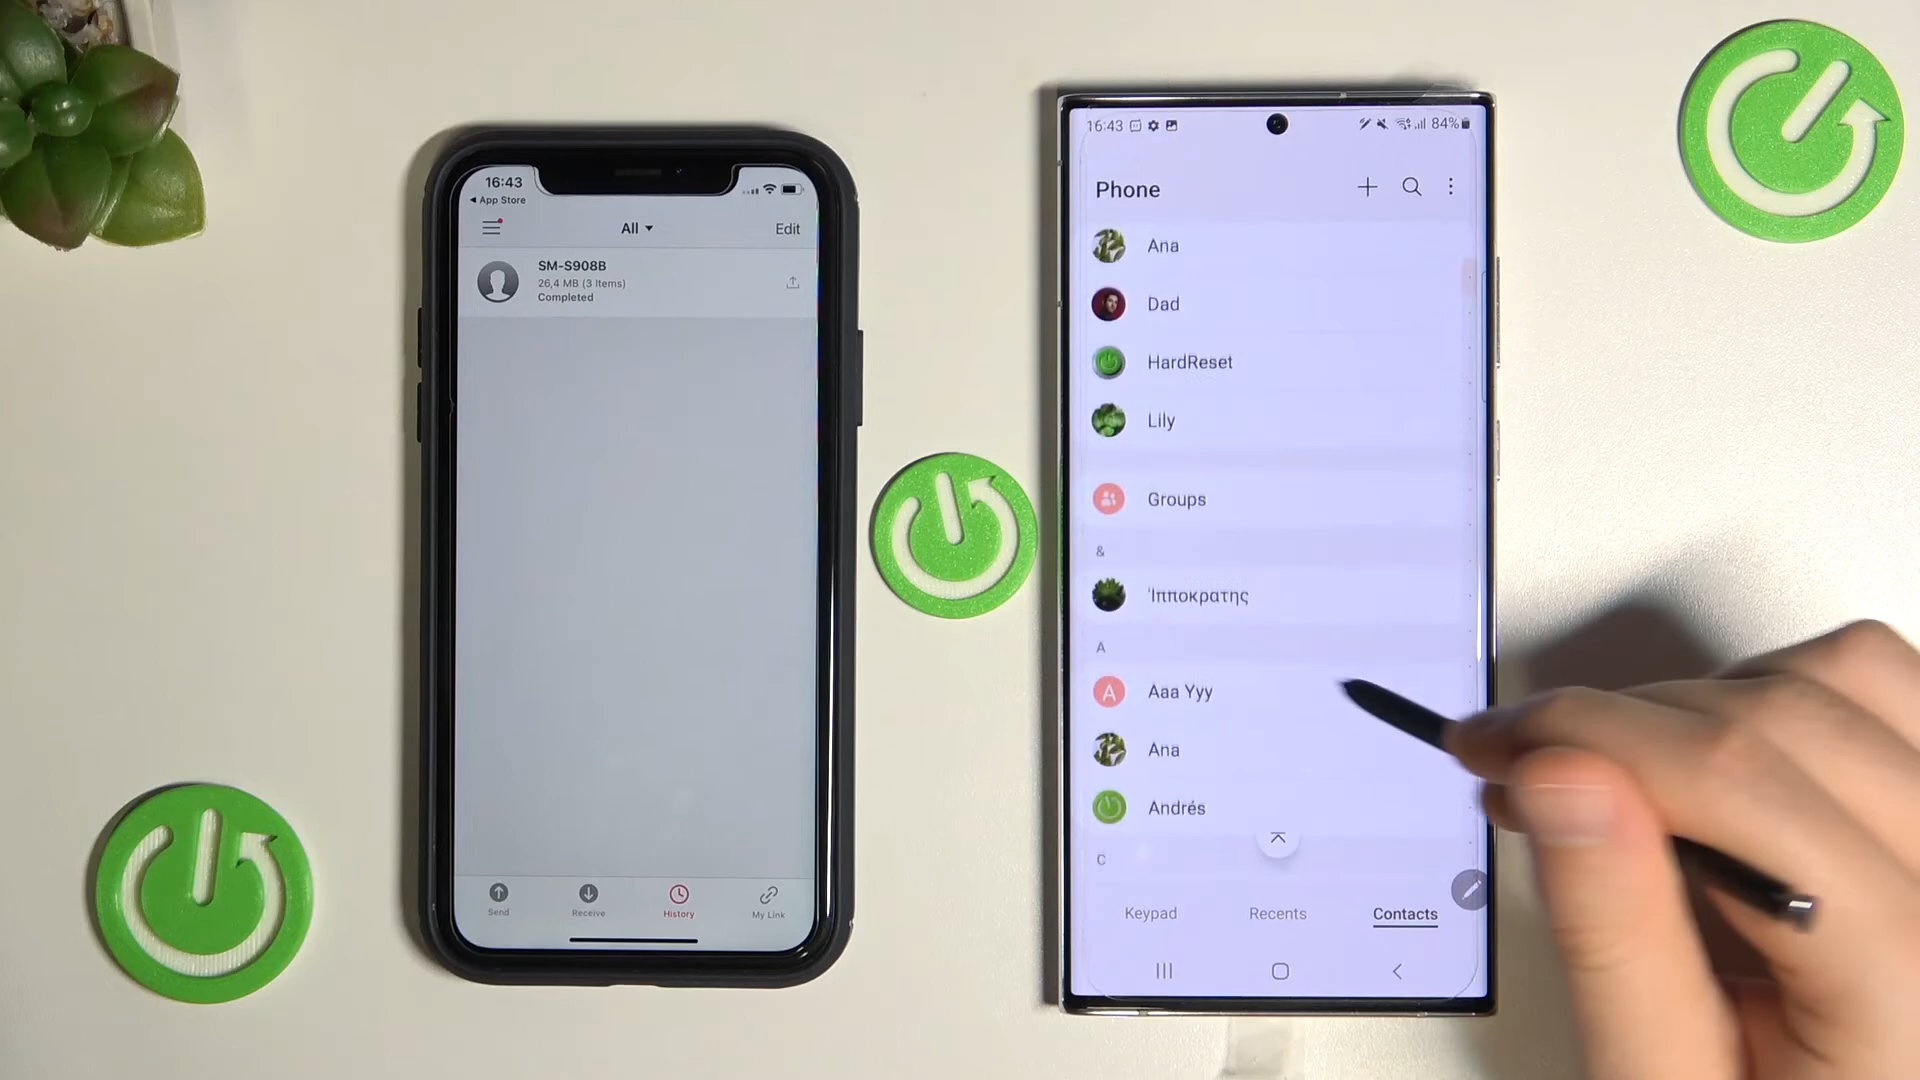 16:43
App Store
All
Edit
SM-S908B
26,4 MB (3 Items)
Completed
Send
Receive
History
My Link
16:43
84%
Phone
Ana
Dad
HardReset
Lily
Groups
&
'Ιπποκρατης
A
A
Aaa Yyy
Ana
Andrés
C
Keypad
Recents
Contacts